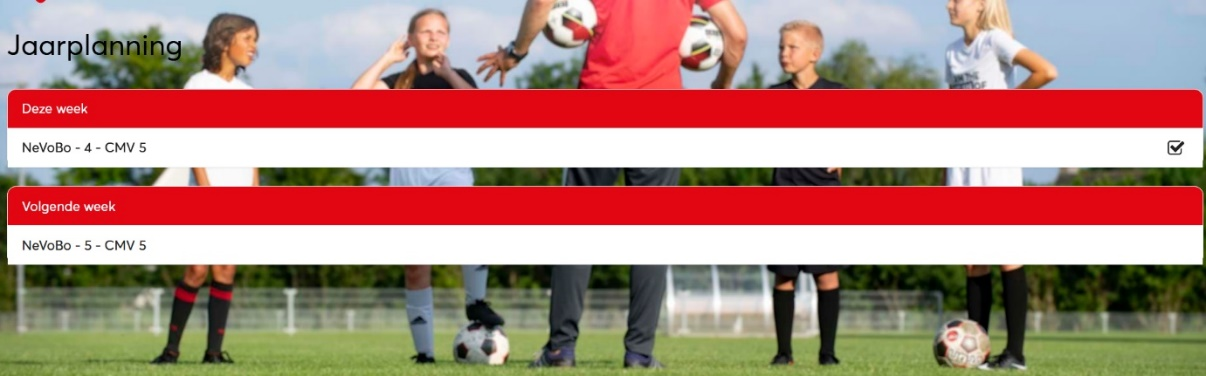 Jaarplanning
Deze week
NeVoBo - 4 - CMV 5
Volgende week
NeVoBo - 5 - CMV 5